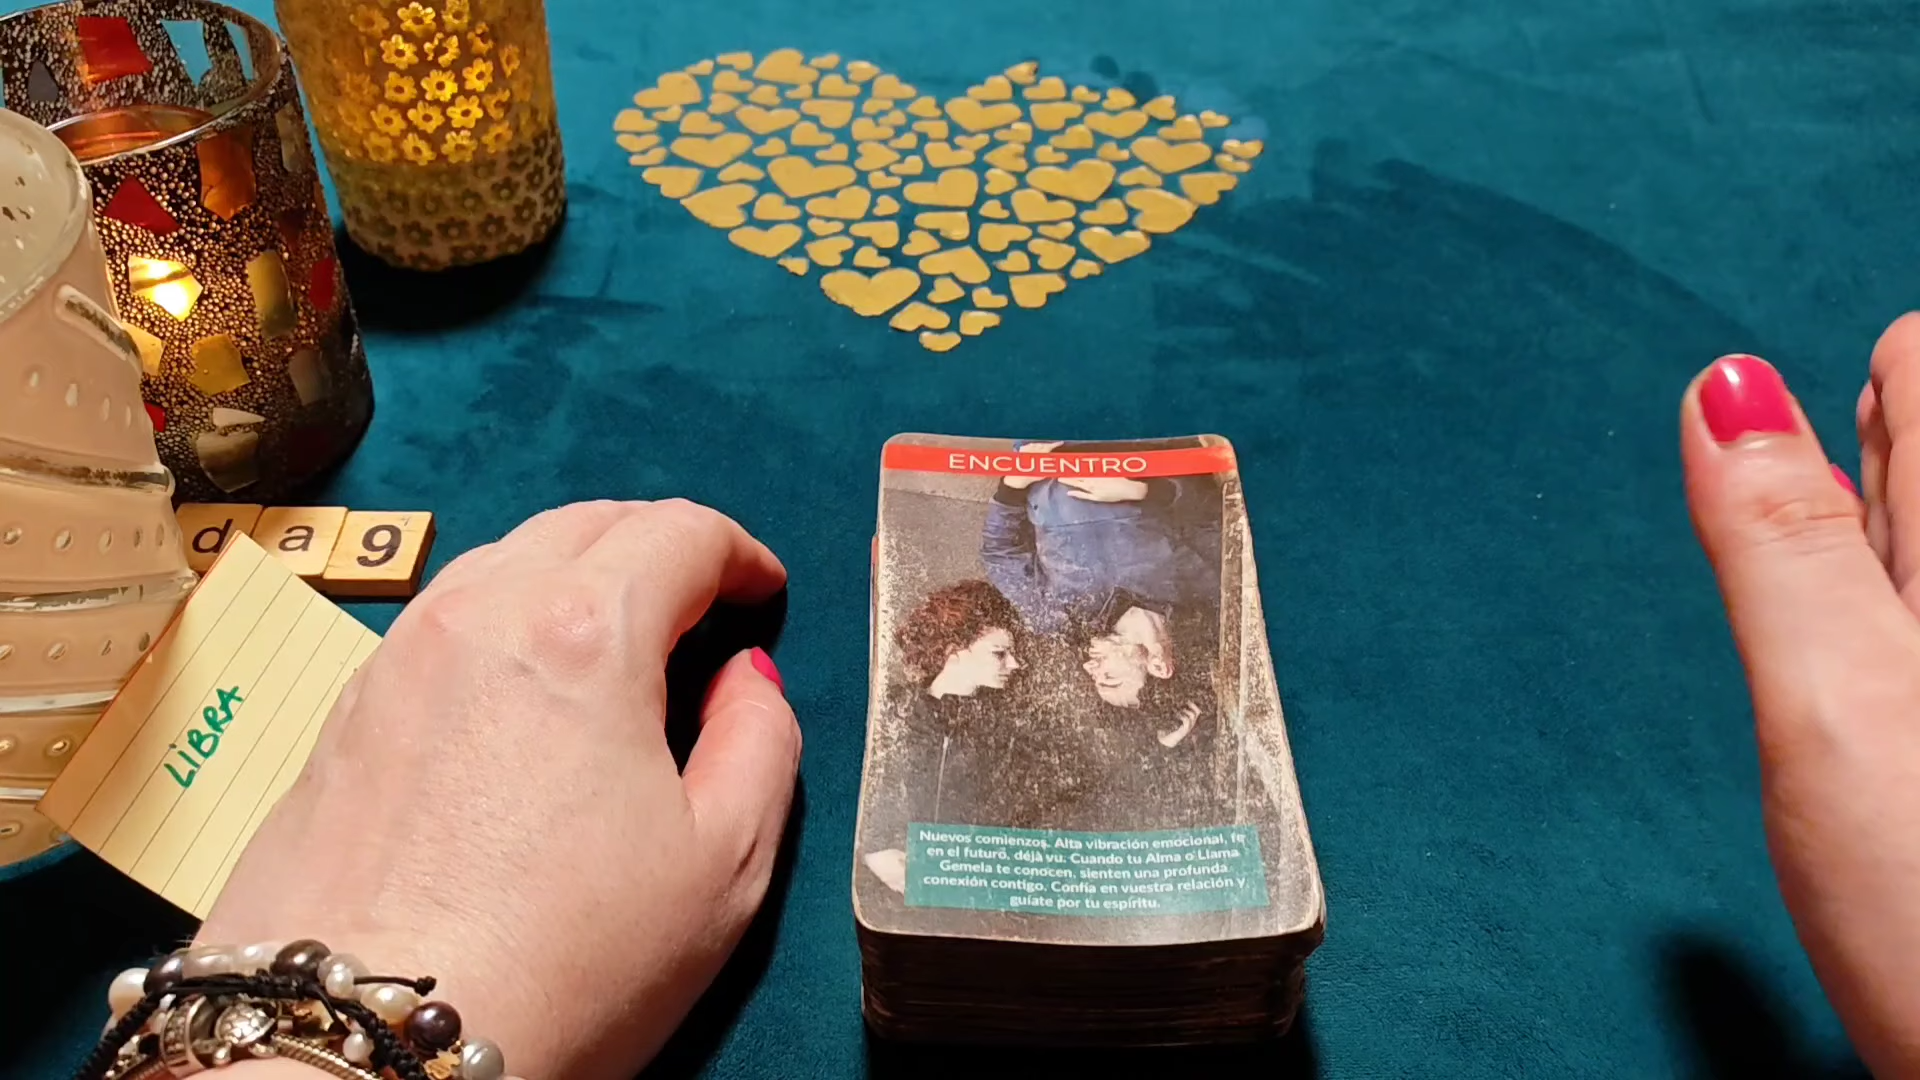 ENCUENTRO
dag
LIBRA
Nuevos comienzos. Alta vibración emocional, fe
en el futuro, déjà vu. Cuando tu Alma o Llama
Gemela te conocen, sienten una profunda
conexión contigo. Confía en vuestra relación y
guíate por tu espíritu.